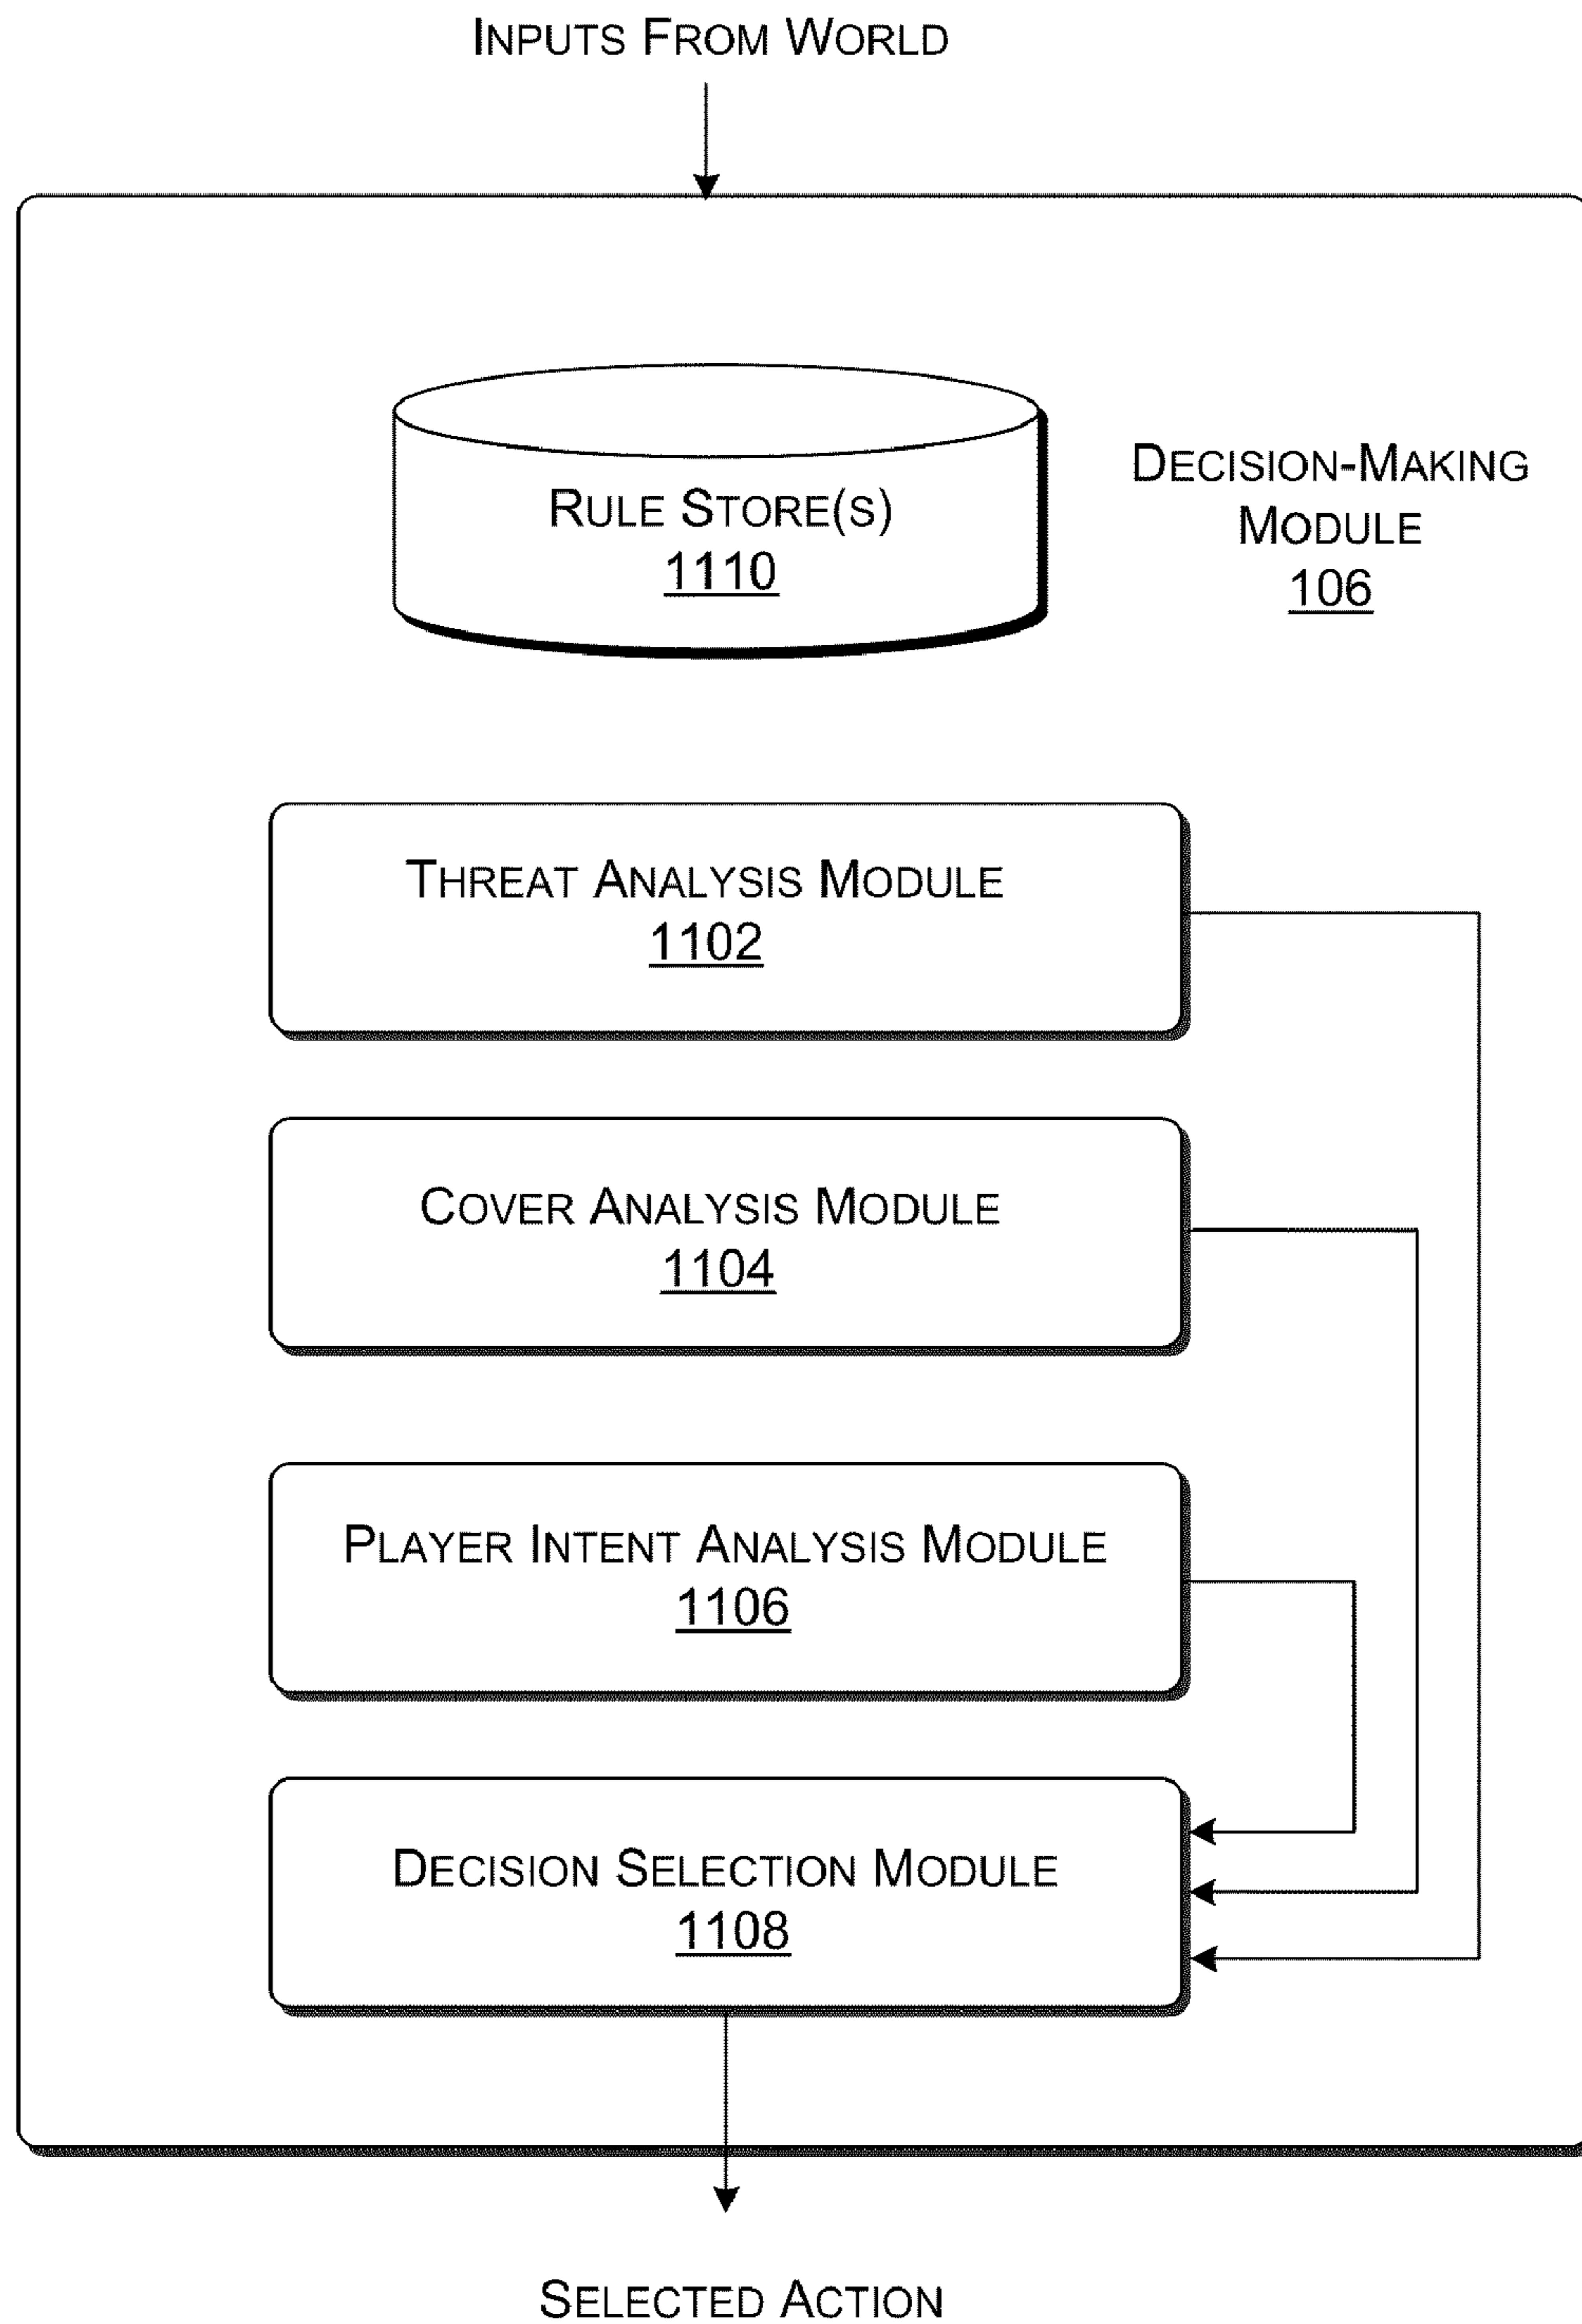 INPUTS FROM WORLD
RULE STORE(S)
1110
DECISION-MAKING
MODULE
106
THREAT ANALYSIS MODULE
1102
COVER ANALYSIS MODULE
1104
PLAYER INTENT ANALYSIS MODULE
1106
DECISION SELECTION MODULE
1108
SELECTED ACTION